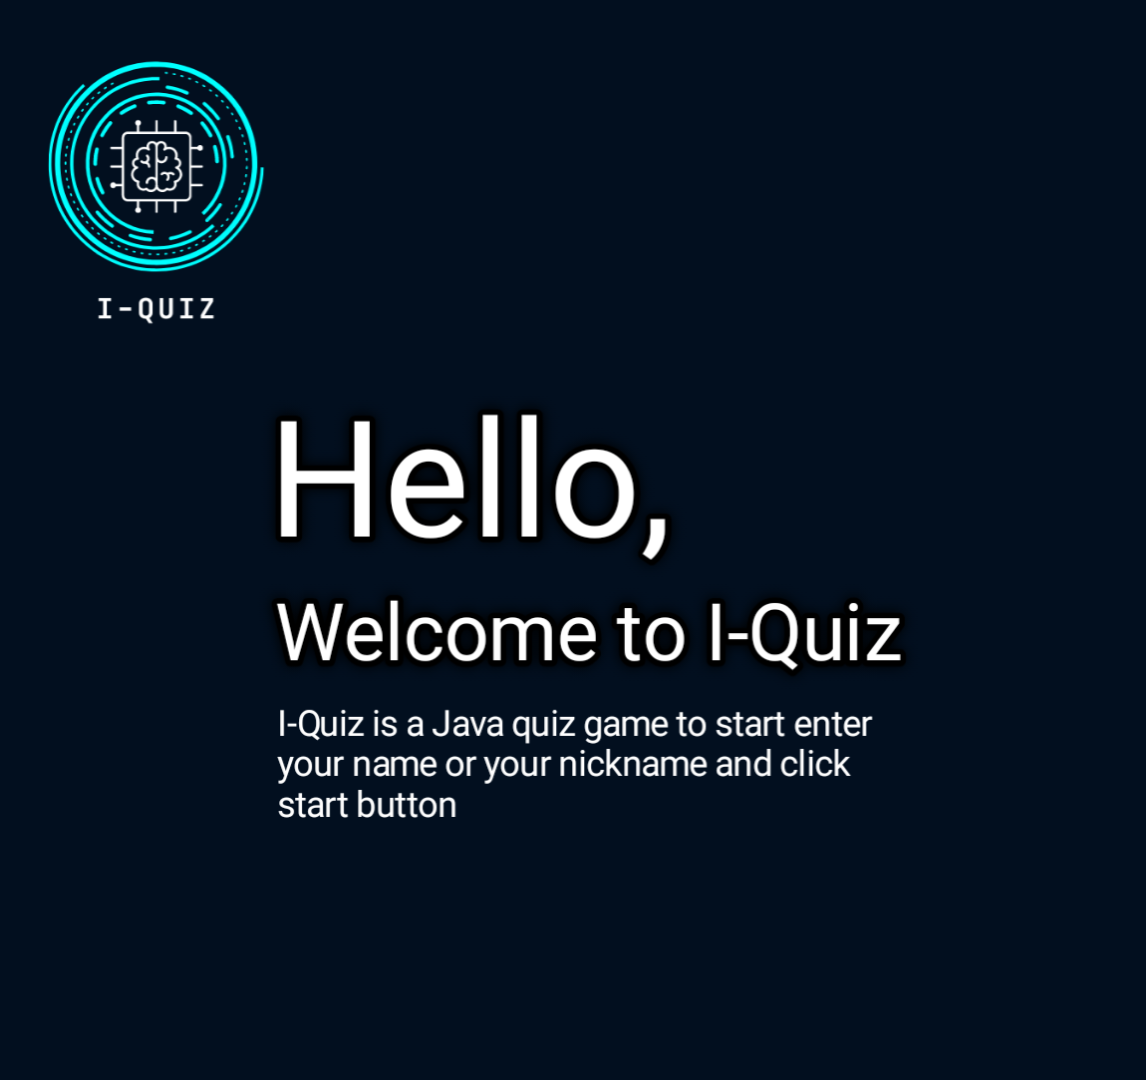 I-QUIZ
Hello,
Welcome to I-Quiz
I-Quiz is a Java quiz game to start enter
your name or your nickname and click
start button